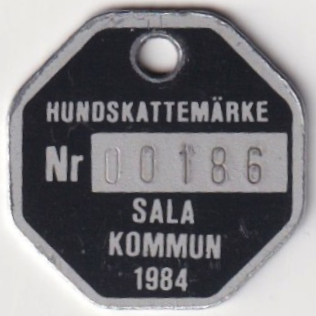 HUNDSKATTEMÄRKE
Nr 00186
SALA
KOMMUN
1984